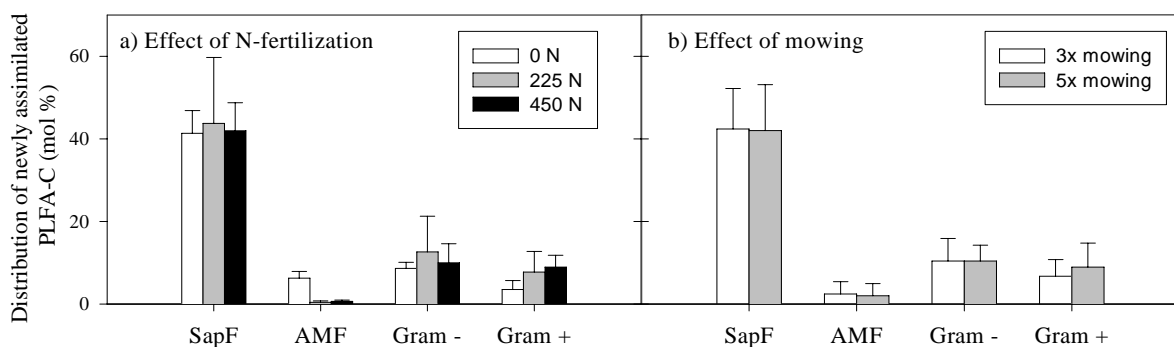 Distribution of newly assimilated
PLFA-C (mol %)
60
40
20
0
a) Effect of N-fertilization
0 N
225 N
450 N
b) Effect of mowing
3x mowing
5x mowing
SapF AMF Gram - Gram + SapF AMF Gram - Gram +